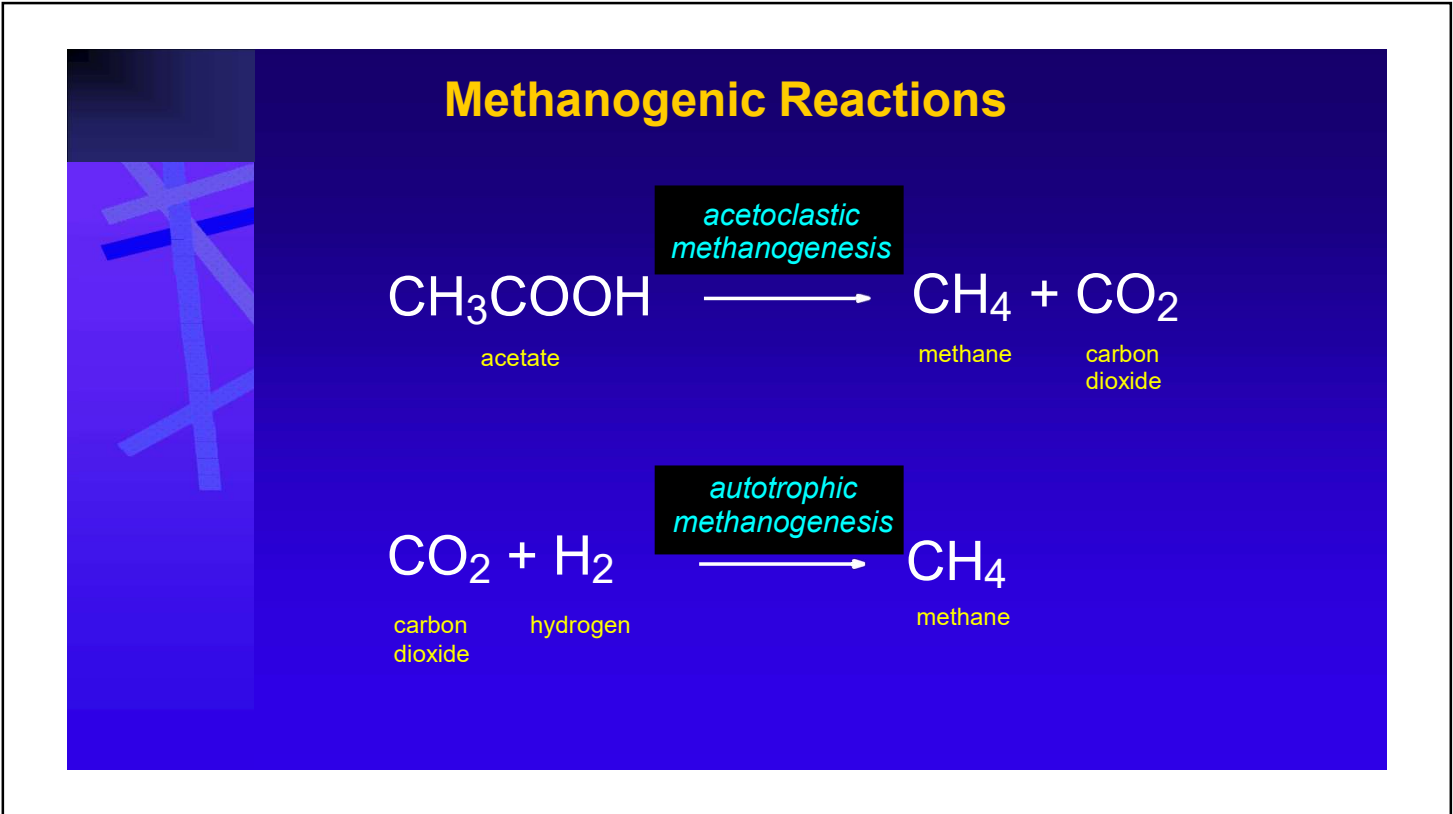 Methanogenic Reactions
acetoclastic
methanogenesis
CH₃COOH → CH₄ + CO₂
acetate methane carbon
dioxide
autotrophic
methanogenesis
CO₂ + H₂ → CH₄
carbon
dioxide hydrogen methane